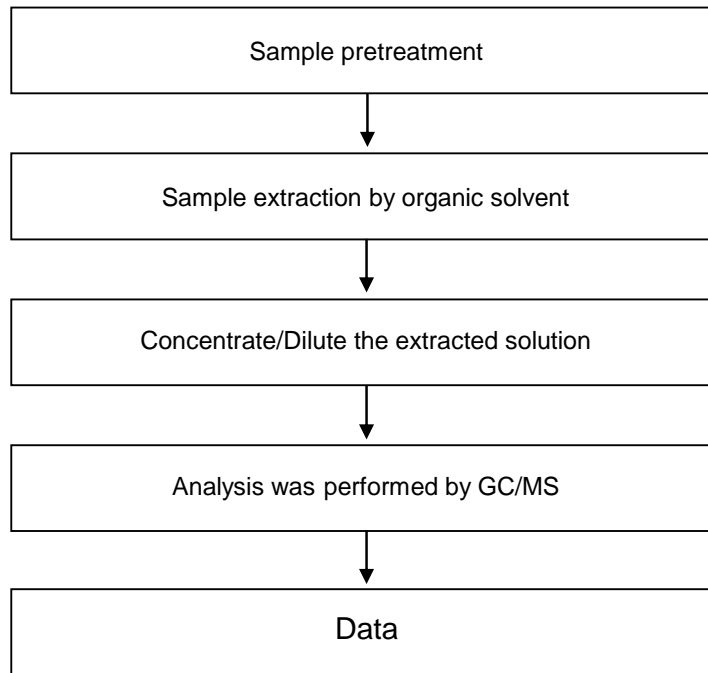 Sample pretreatment
Sample extraction by organic solvent
Concentrate/Dilute the extracted solution
Analysis was performed by GC/MS
Data